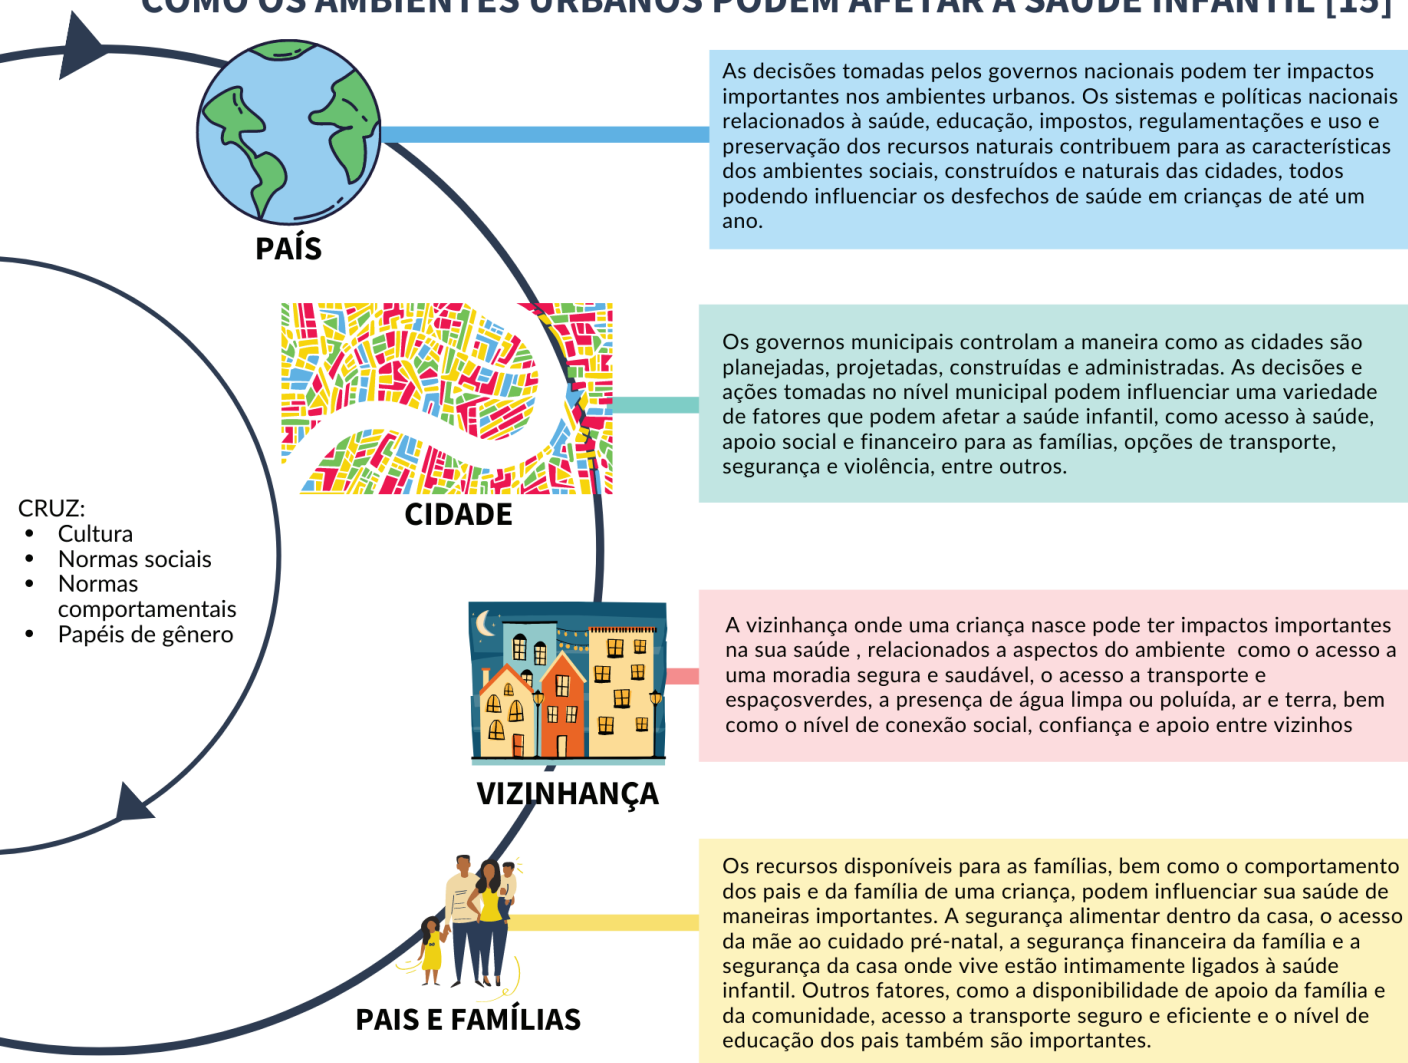 COMO OS AMBIENTES URBANOS PODEM AFETAR A SAÚDE INFANTIL [15]
As decisões tomadas pelos governos nacionais podem ter impactos
importantes nos ambientes urbanos. Os sistemas e políticas nacionais
relacionados à saúde, educação, impostos, regulamentações e uso e
preservação dos recursos naturais contribuem para as características
dos ambientes sociais, construídos e naturais das cidades, todos
podendo influenciar os desfechos de saúde em crianças de até um
ano.
PAÍS
Os governos municipais controlam a maneira como as cidades são
planejadas, projetadas, construídas e administradas. As decisões e
ações tomadas no nível municipal podem influenciar uma variedade
de fatores que podem afetar a saúde infantil, como acesso à saúde,
apoio social e financeiro para as famílias, opções de transporte,
segurança e violência, entre outros.
CIDADE
CRUZ:
• Cultura
• Normas sociais
• Normas
comportamentais
• Papéis de gênero
A vizinhança onde uma criança nasce pode ter impactos importantes
na sua saúde , relacionados a aspectos do ambiente  como o acesso a
uma moradia segura e saudável, o acesso a transporte e
espaçosverdes, a presença de água limpa ou poluída, ar e terra, bem
como o nível de conexão social, confiança e apoio entre vizinhos
VIZINHANÇA
Os recursos disponíveis para as famílias, bem como o comportamento
dos pais e da família de uma criança, podem influenciar sua saúde de
maneiras importantes. A segurança alimentar dentro da casa, o acesso
da mãe ao cuidado pré-natal, a segurança financeira da família e a
segurança da casa onde vive estão intimamente ligados à saúde
infantil. Outros fatores, como a disponibilidade de apoio da família e
da comunidade, acesso a transporte seguro e eficiente e o nível de
educação dos pais também são importantes.
PAIS E FAMÍLIAS